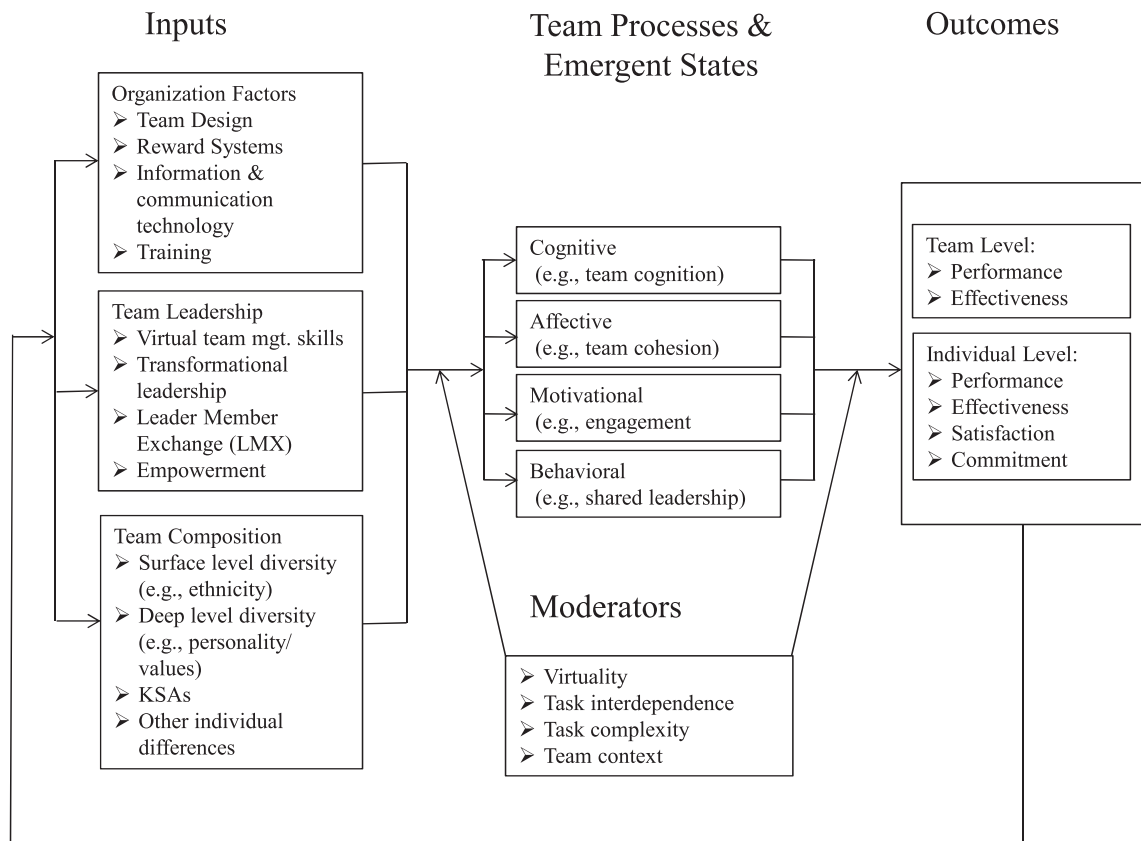 Inputs
Team Processes &
Emergent States
Outcomes
Organization Factors
➢ Team Design
➢ Reward Systems
➢ Information &
communication
technology
➢ Training
Team Leadership
➢ Virtual team mgt. skills
➢ Transformational
leadership
➢ Leader Member
Exchange (LMX)
➢ Empowerment
Team Composition
➢ Surface level diversity
(e.g., ethnicity)
➢ Deep level diversity
(e.g., personality/
values)
➢ KSAs
➢ Other individual
differences
Cognitive
(e.g., team cognition)
Affective
(e.g., team cohesion)
Motivational
(e.g., engagement
Behavioral
(e.g., shared leadership)
Moderators
➢ Virtuality
➢ Task interdependence
➢ Task complexity
➢ Team context
Team Level:
➢ Performance
➢ Effectiveness
Individual Level:
➢ Performance
➢ Effectiveness
➢ Satisfaction
➢ Commitment